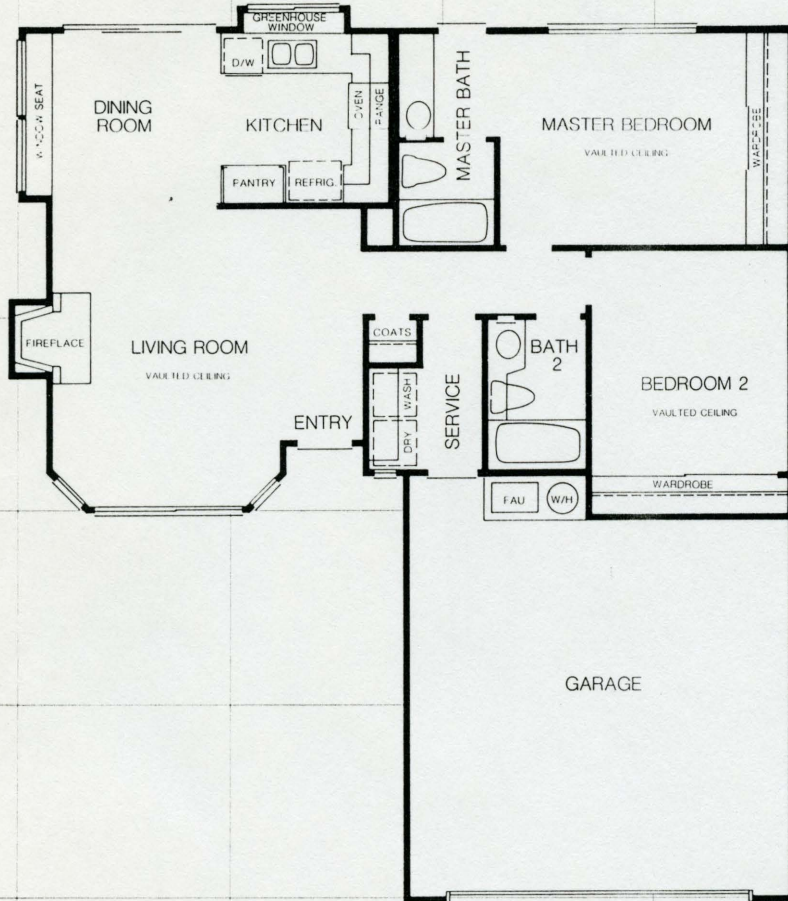 GREENHOUSE
WINDOW
D/W
WINDOW SEAT
DINING
ROOM
KITCHEN
OVEN
RANGE
PANTRY
REFRIG.
MASTER BATH
MASTER BEDROOM
VAULTED CEILING
WARDROBE
FIREPLACE
LIVING ROOM
VAULTED CEILING
COATS
WASH
DRY
SERVICE
ENTRY
BATH
2
BEDROOM 2
VAULTED CEILING
WARDROBE
FAU
W/H
GARAGE